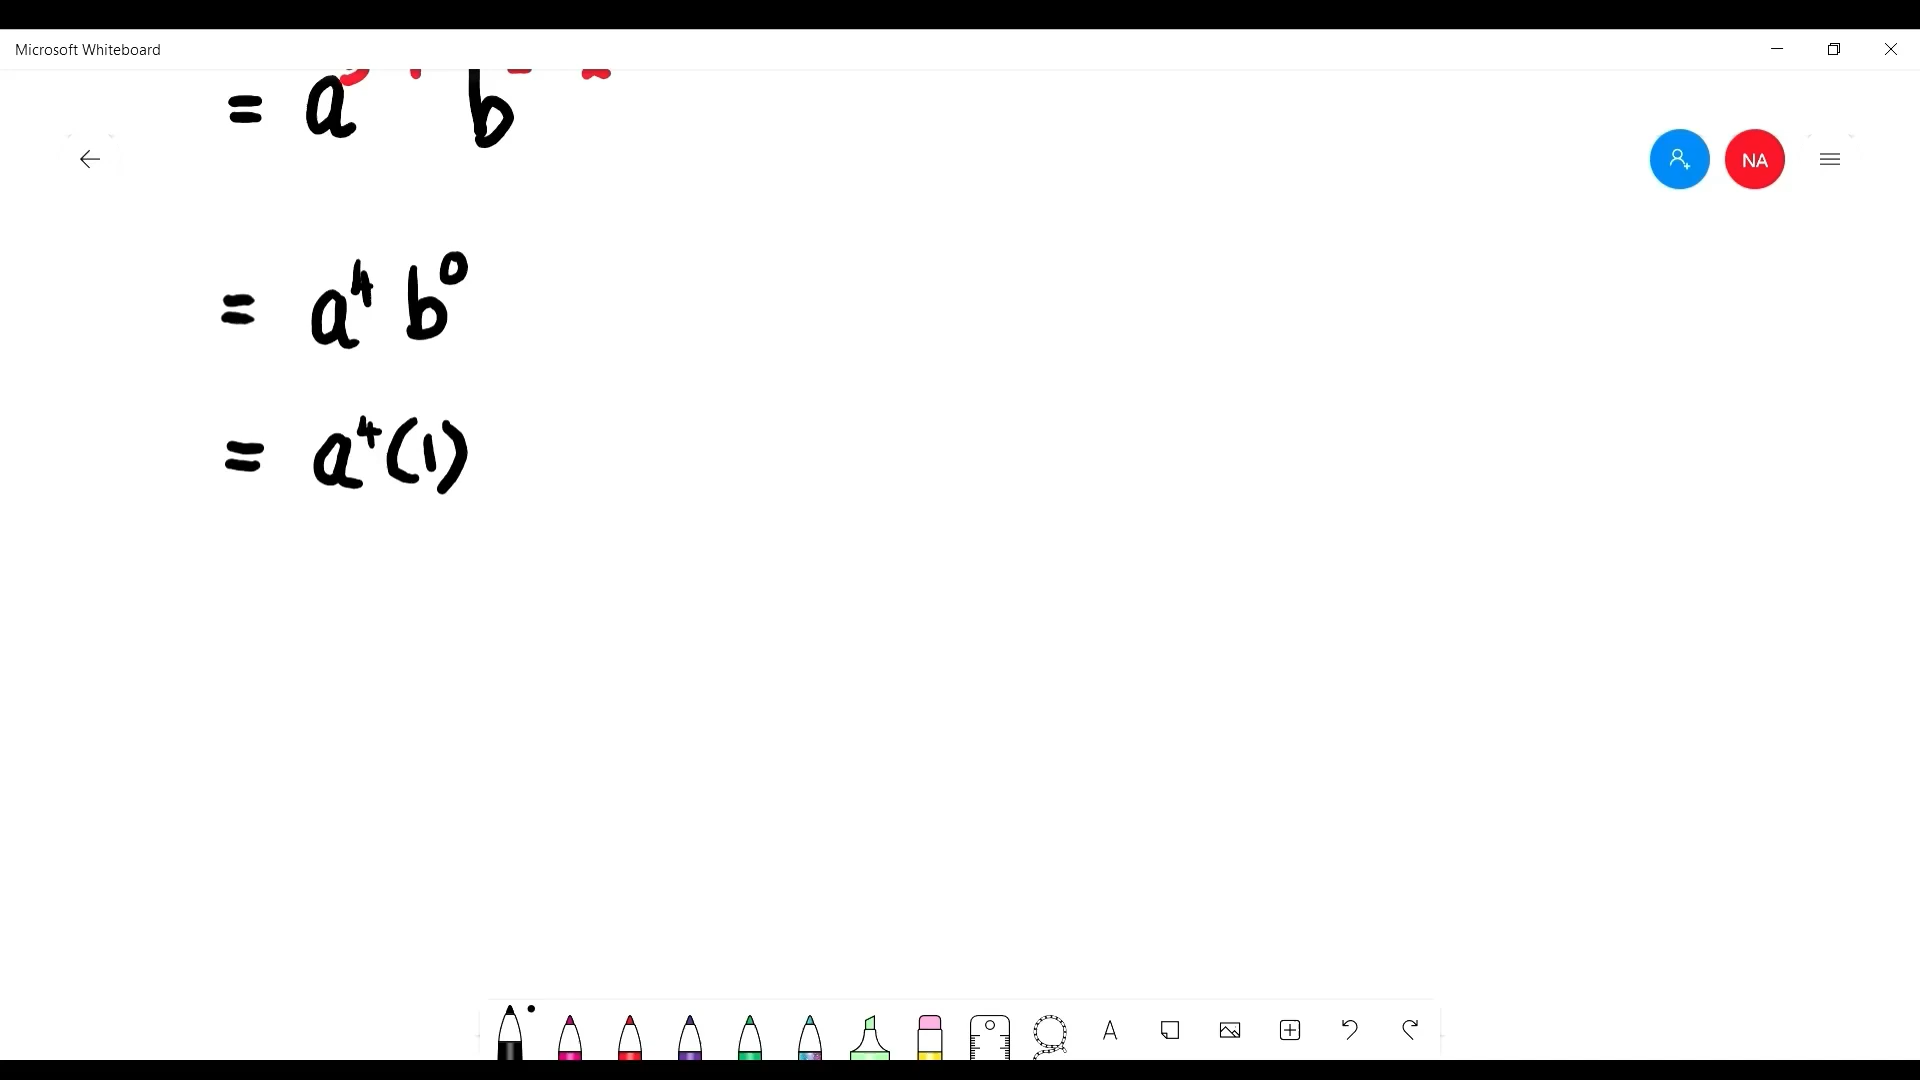 Microsoft Whiteboard
= a b
NA
= a⁴ b⁰
= a⁴(1)